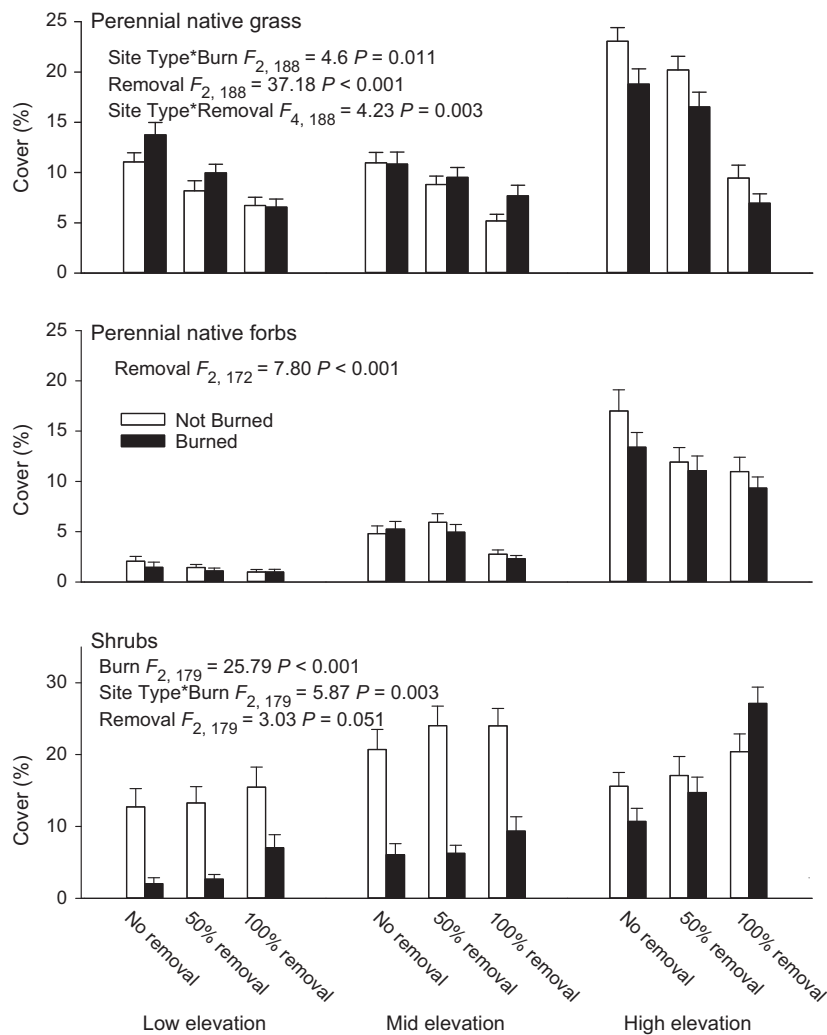 Perennial native grass
Site Type*Burn F2, 188 = 4.6 P = 0.011
Removal F2, 188 = 37.18 P < 0.001
Site Type*Removal F4, 188 = 4.23 P = 0.003
Cover (%)
25
20
15
10
5
0
Perennial native forbs
Removal F2, 172 = 7.80 P < 0.001
Not Burned
Burned
Cover (%)
25
20
15
10
5
0
Shrubs
Burn F2, 179 = 25.79 P < 0.001
Site Type*Burn F2, 179 = 5.87 P = 0.003
Removal F2, 179 = 3.03 P = 0.051
Cover (%)
30
20
10
0
No removal
50% removal
100% removal
No removal
50% removal
100% removal
No removal
50% removal
100% removal
Low elevation
Mid elevation
High elevation